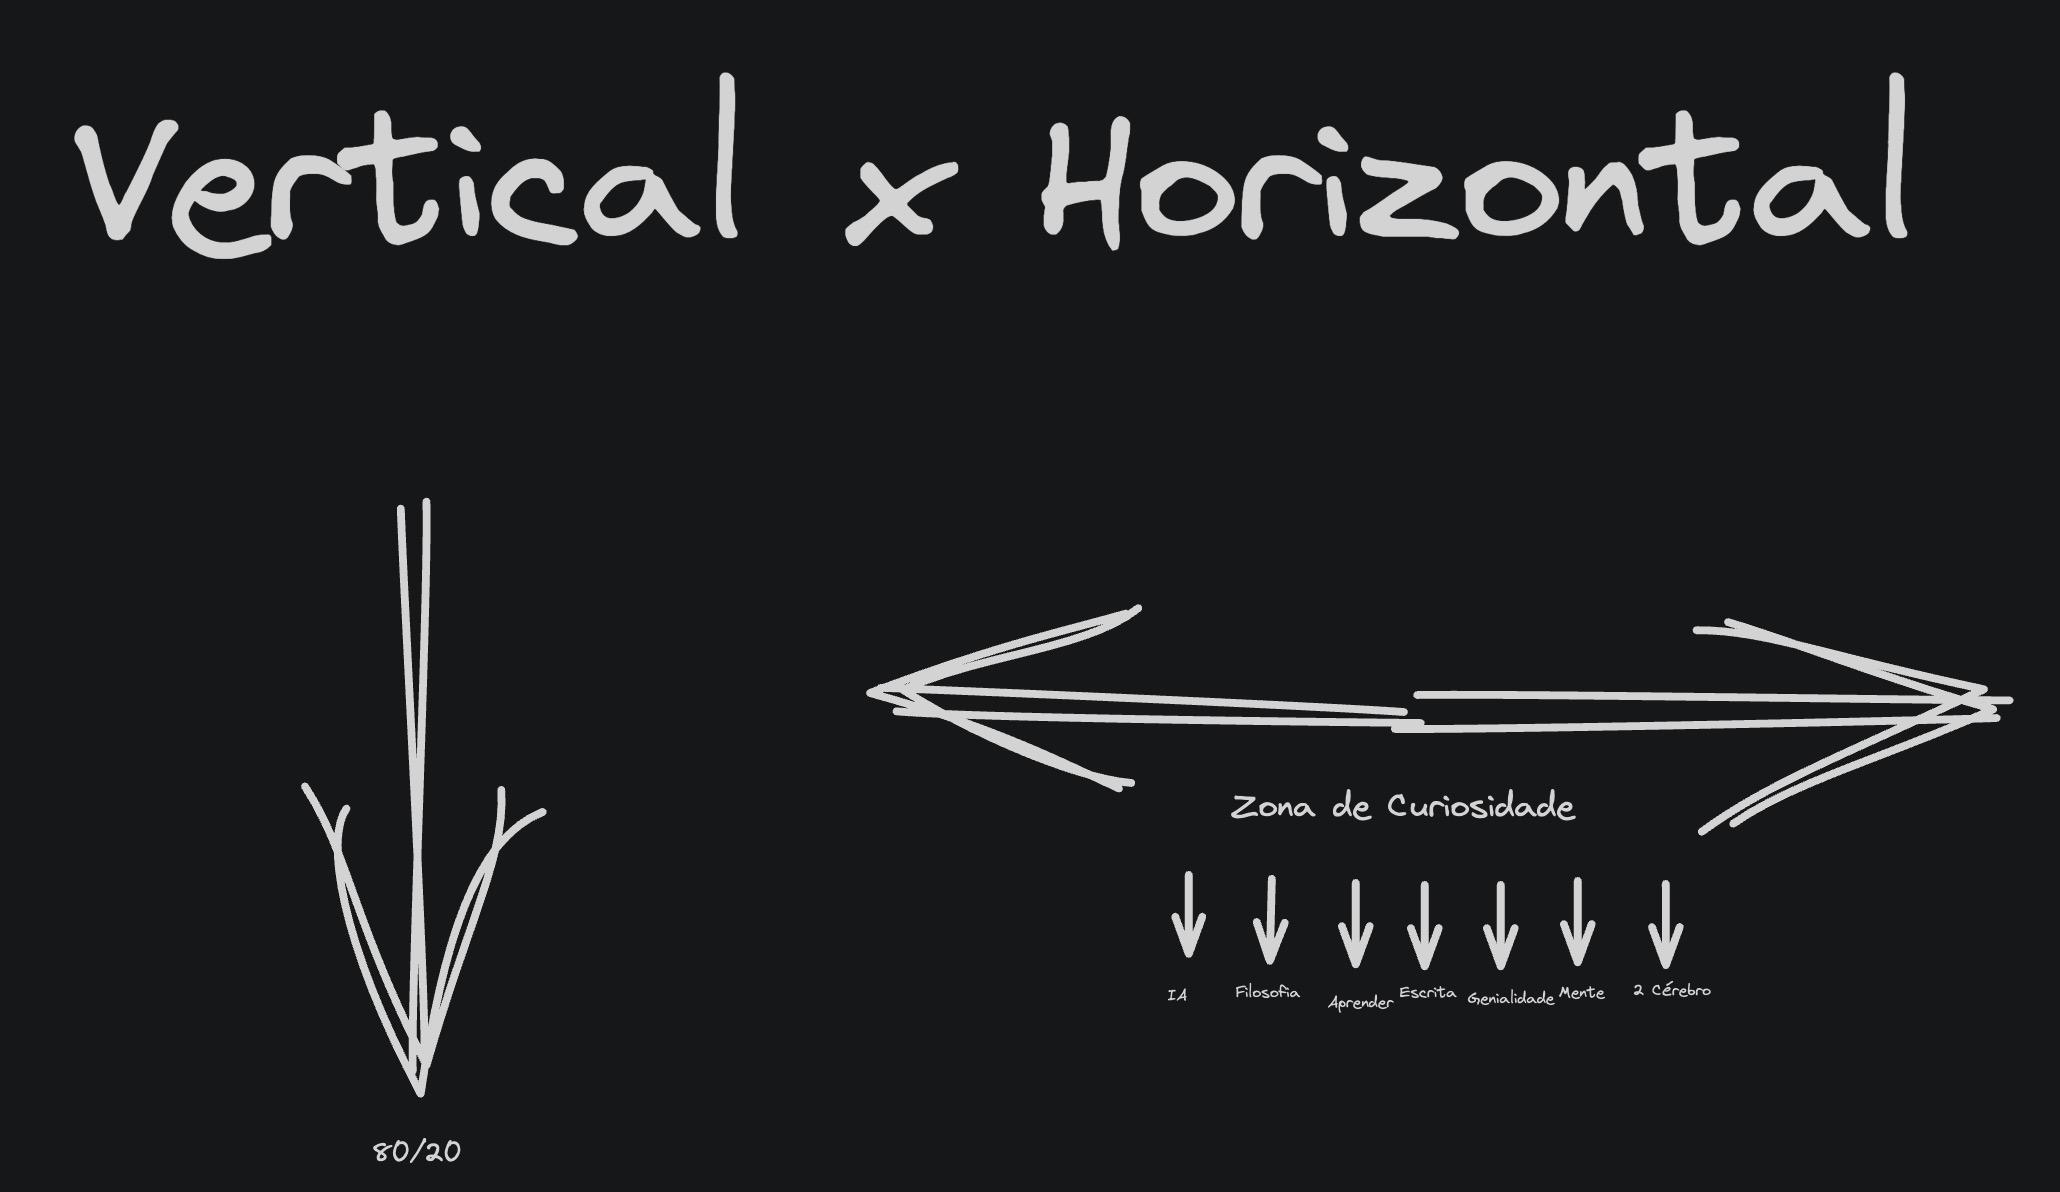 Vertical x Horizontal
Zona de Curiosidade
IA
Filosofia
Aprender
Escrita
Genialidade
Mente
2 Cérebro
80/20